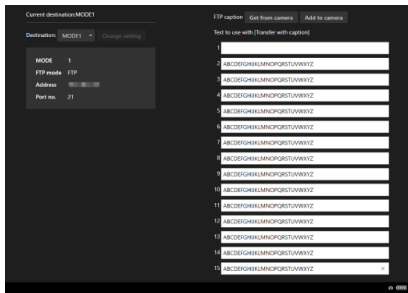 Current destination:MODE1
Destination: MODE1 Change setting
MODE 1
FTP mode FTP
Address
Port no. 21
FTP caption Get from camera Add to camera
Text to use with [Transfer with caption]
1
2 ABCDEFGHIJKLMNOPQRSTUVWXYZ
3 ABCDEFGHIJKLMNOPQRSTUVWXYZ
4 ABCDEFGHIJKLMNOPQRSTUVWXYZ
5 ABCDEFGHIJKLMNOPQRSTUVWXYZ
6 ABCDEFGHIJKLMNOPQRSTUVWXYZ
7 ABCDEFGHIJKLMNOPQRSTUVWXYZ
8 ABCDEFGHIJKLMNOPQRSTUVWXYZ
9 ABCDEFGHIJKLMNOPQRSTUVWXYZ
10 ABCDEFGHIJKLMNOPQRSTUVWXYZ
11 ABCDEFGHIJKLMNOPQRSTUVWXYZ
12 ABCDEFGHIJKLMNOPQRSTUVWXYZ
13 ABCDEFGHIJKLMNOPQRSTUVWXYZ
14 ABCDEFGHIJKLMNOPQRSTUVWXYZ
15 ABCDEFGHIJKLMNOPQRSTUVWXYZ